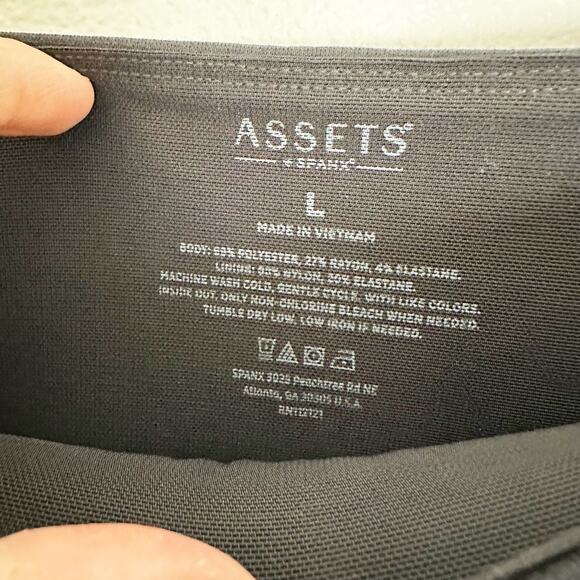 ASSETS®
SPANX®
L
MADE IN VIETNAM
BODY: 69% POLYESTER, 27% RAYON, 4% ELASTANE.
LINING: 80% NYLON, 20% ELASTANE.
MACHINE WASH COLD, GENTLE CYCLE, WITH LIKE COLORS.
INSIDE OUT, ONLY NON-CHLORINE BLEACH WHEN NEEDED.
TUMBLE DRY LOW, LOW IRON IF NEEDED.
SPANX 3035 Peachtree Rd NE
Atlanta, GA 30305 U.S.A.
RN112121